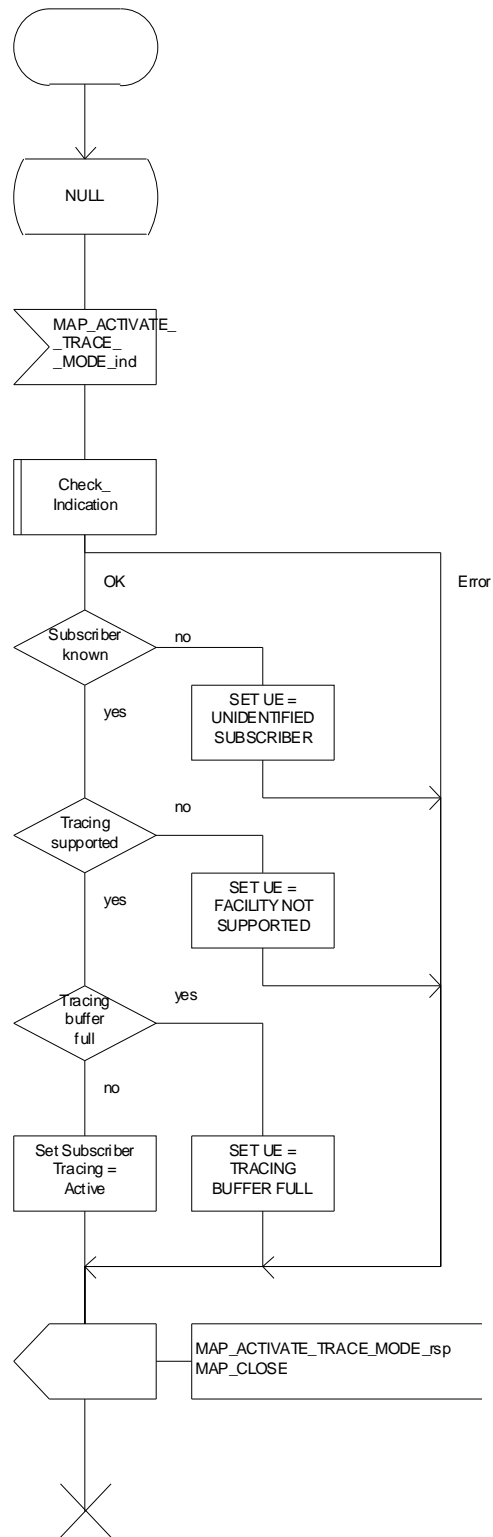 NULL
MAP_ACTIVATE_
_TRACE_
_MODE_ind
Check_
Indication
OK
Error
Subscriber
known
no
yes
SET UE =
UNIDENTIFIED
SUBSCRIBER
Tracing
supported
no
yes
SET UE =
FACILITY NOT
SUPPORTED
Tracing
buffer
full
yes
no
Set Subscriber
Tracing =
Active
SET UE =
TRACING
BUFFER FULL
MAP_ACTIVATE_TRACE_MODE_rsp
MAP_CLOSE